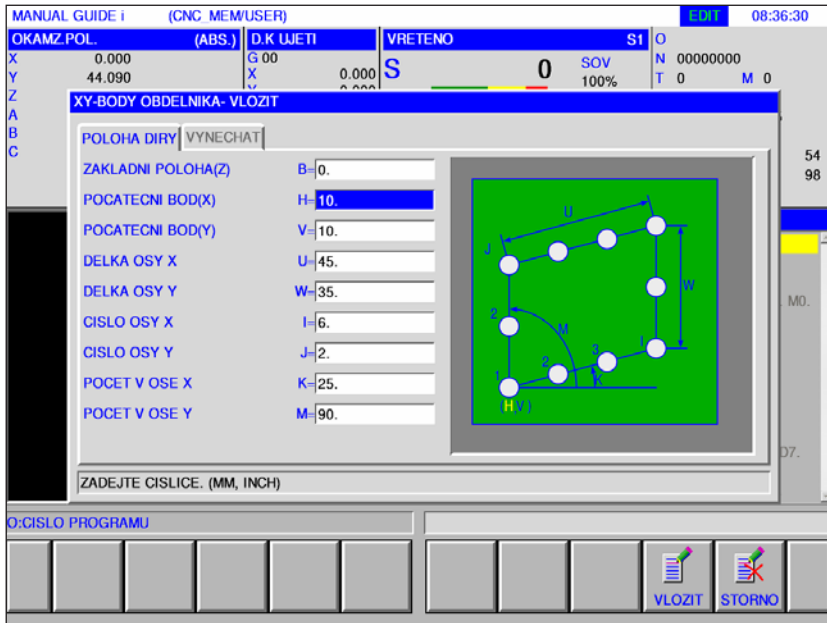 MANUAL GUIDE i (CNC_MEM/USER) EDIT 08:36:30
OKAMZ.POL. (ABS.) D.K UJETI VRETENO S1 O
X 0.000 G 00 N 00000000
Y 44.090 X 0.000 S 0 SOV 100% T 0 M 0
Z
A
B
C
54
98
XY-BODY OBDELNIKA- VLOZIT
POLOHA DIRY VYNECHAT
ZAKLADNI POLOHA(Z) B= 0.
POCATECNI BOD(X) H= 10.
POCATECNI BOD(Y) V= 10.
DELKA OSY X U= 45.
DELKA OSY Y W= 35.
CISLO OSY X I= 6.
CISLO OSY Y J= 2.
POCET V OSE X K= 25.
POCET V OSE Y M= 90.
U
J
W
2
M
1 2 3 I
K
(H V)
M0.
D7.
ZADEJTE CISLICE. (MM, INCH)
O:CISLO PROGRAMU
VLOZIT STORNO